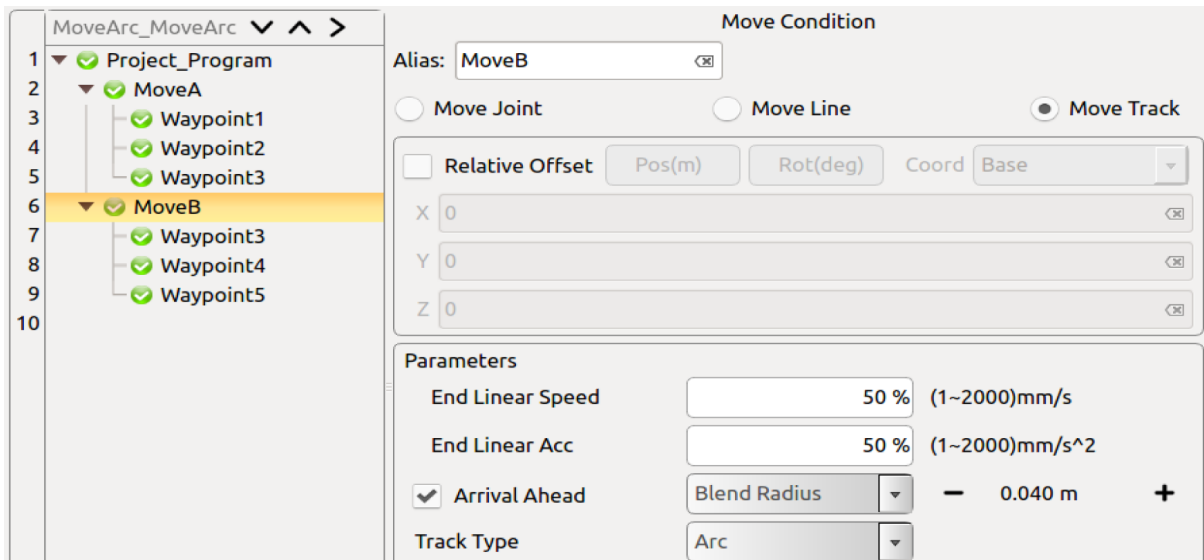 MoveArc_MoveArc
1 Project_Program
2 MoveA
3 Waypoint1
4 Waypoint2
5 Waypoint3
6 MoveB
7 Waypoint3
8 Waypoint4
9 Waypoint5
10
Move Condition
Alias: MoveB
Move Joint Move Line Move Track
Relative Offset Pos(m) Rot(deg) Coord Base
X 0
Y 0
Z 0
Parameters
End Linear Speed 50 % (1~2000)mm/s
End Linear Acc 50 % (1~2000)mm/s^2
Arrival Ahead Blend Radius − 0.040 m +
Track Type Arc